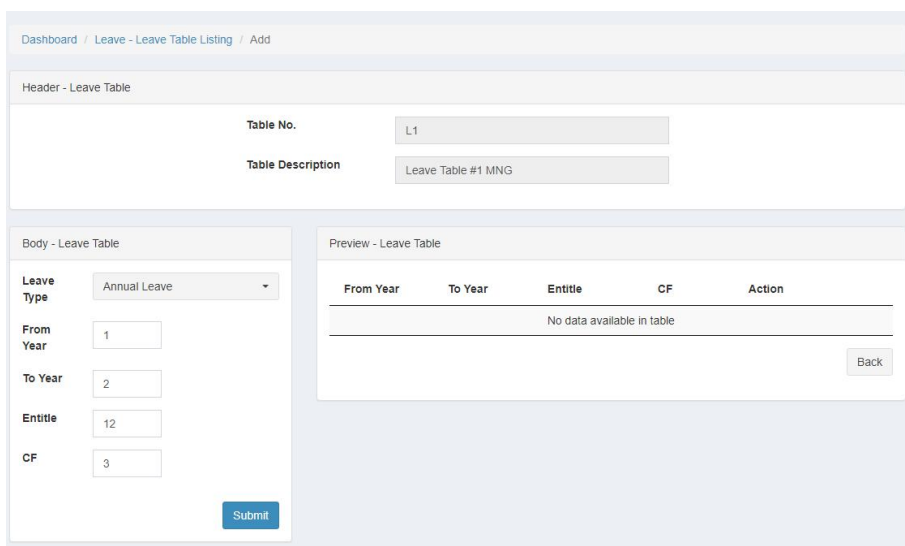 Dashboard / Leave - Leave Table Listing / Add
Header - Leave Table
Table No.
L1
Table Description
Leave Table #1 MNG
Body - Leave Table
Leave Type
Annual Leave
From Year
1
To Year
2
Entitle
12
CF
3
Submit
Preview - Leave Table
From Year To Year Entitle CF Action
No data available in table
Back